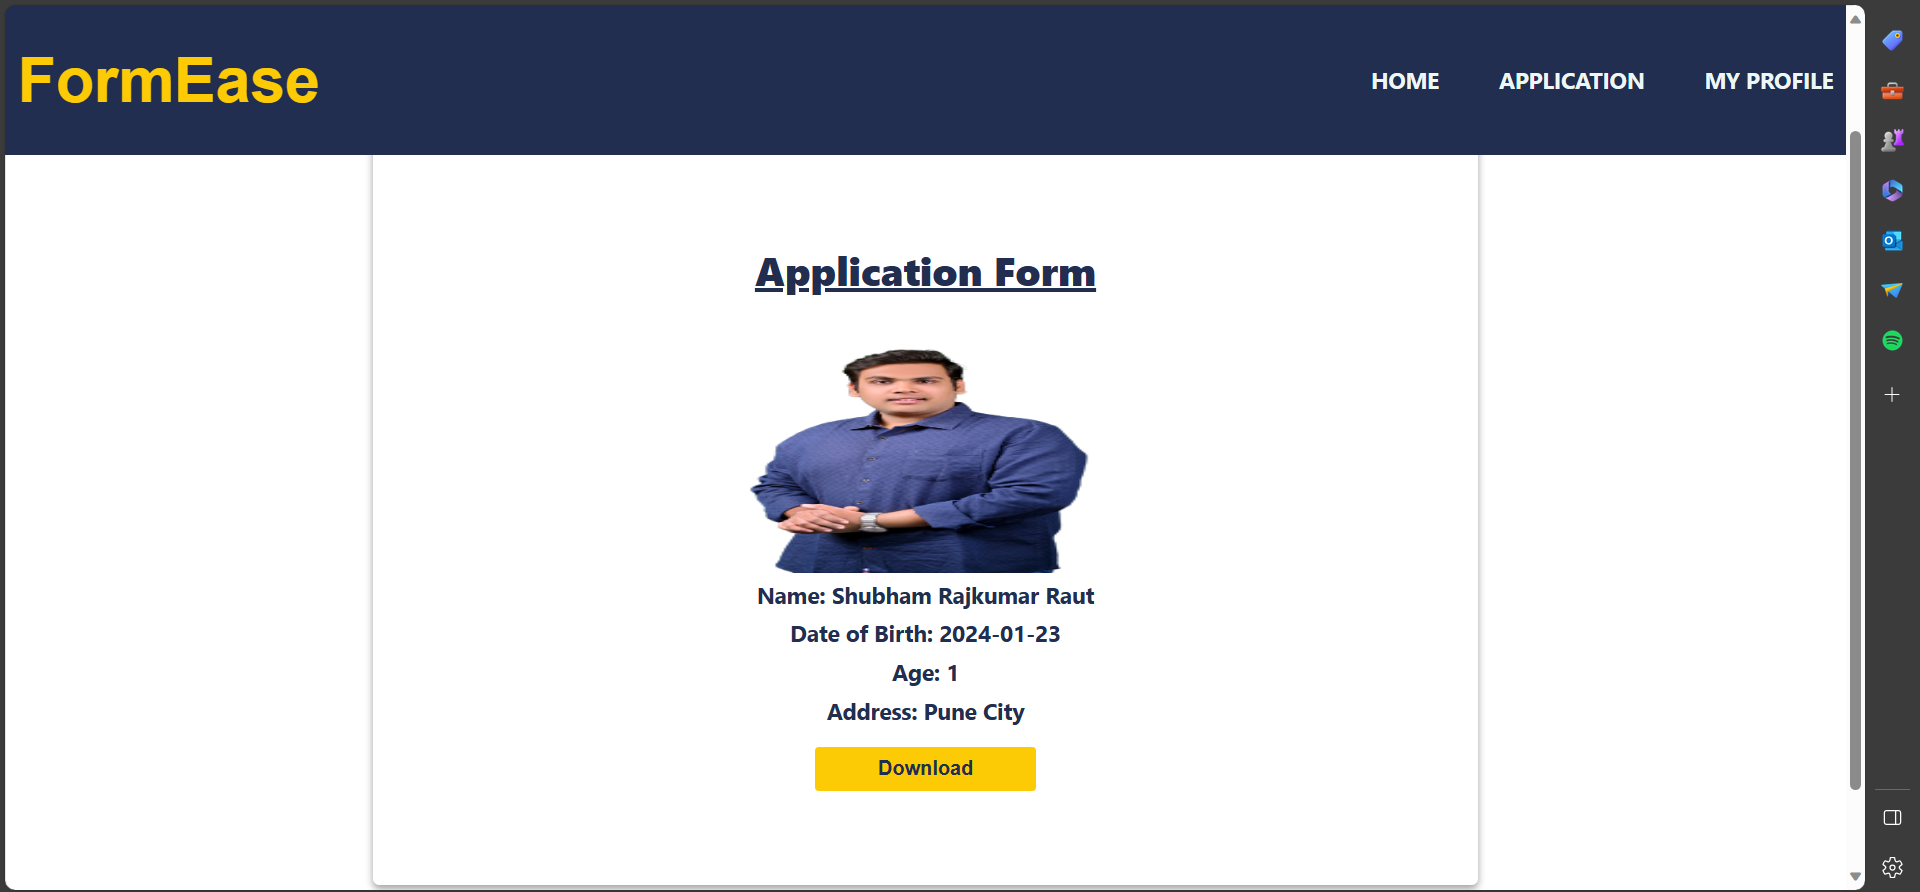 FormEase
HOME APPLICATION MY PROFILE
Application Form
Name: Shubham Rajkumar Raut
Date of Birth: 2024-01-23
Age: 1
Address: Pune City
Download